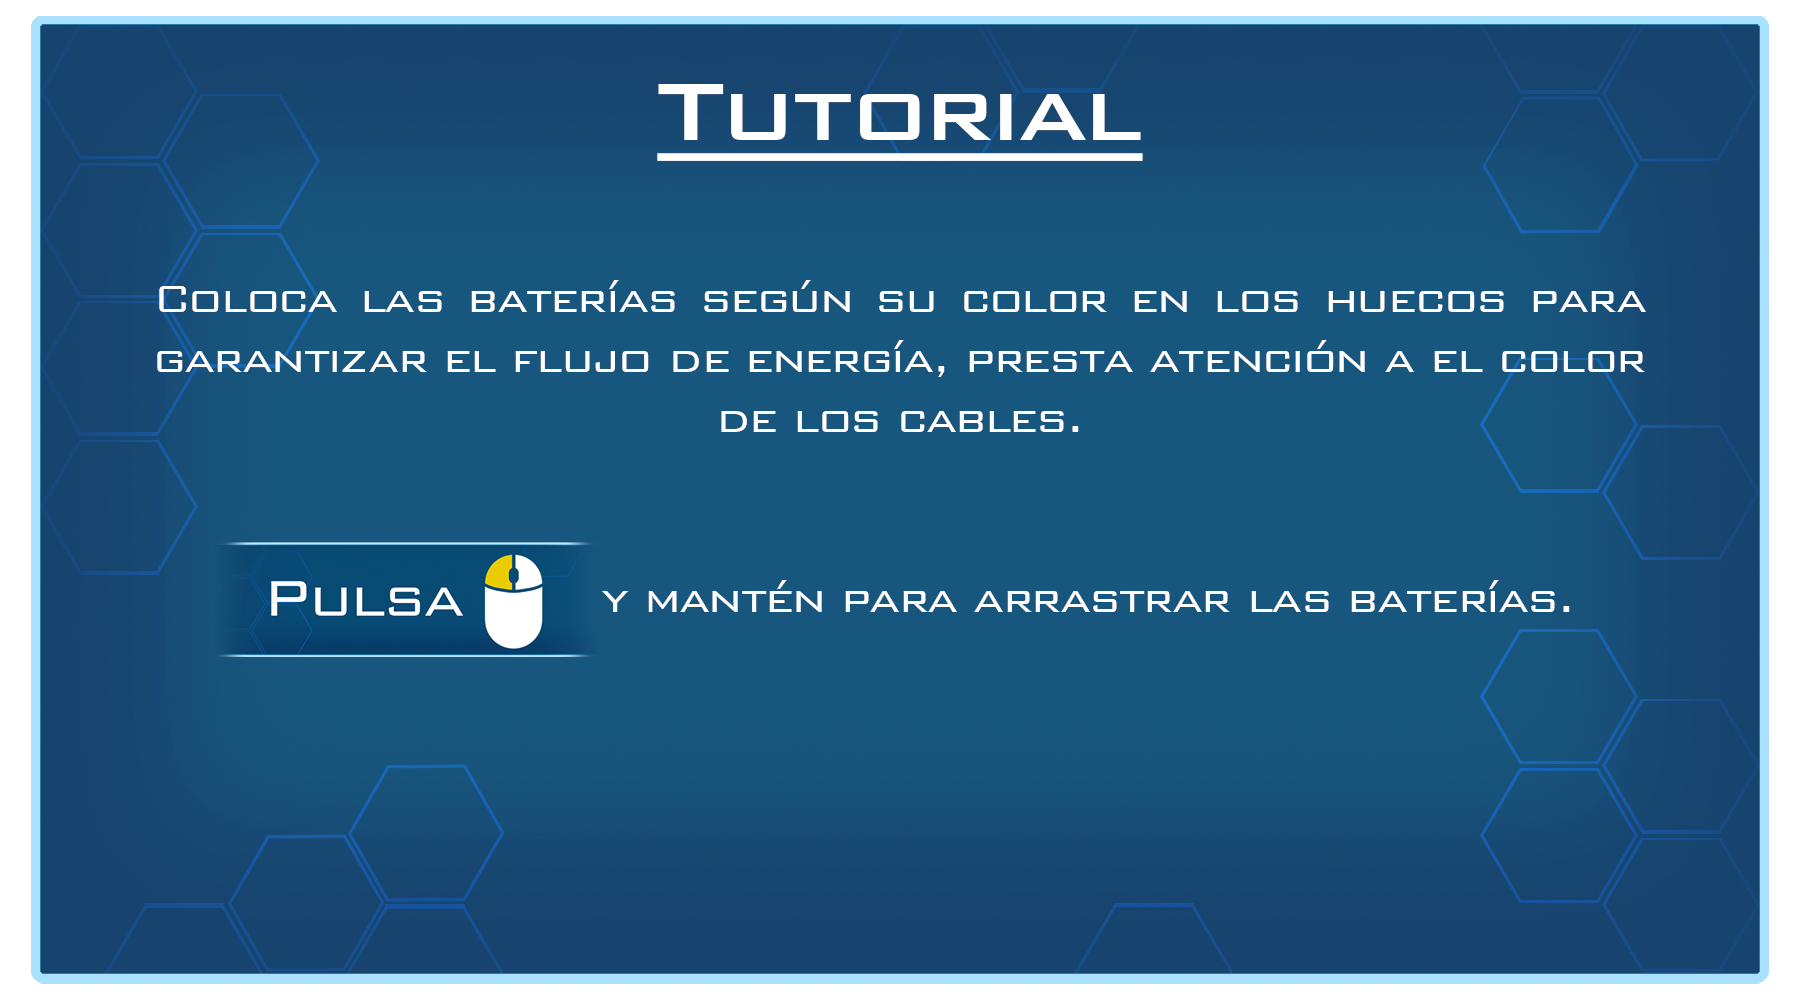 Tutorial
Coloca las baterías según su color en los huecos para
garantizar el flujo de energía, presta atención a el color
de los cables.
Pulsa y mantén para arrastrar las baterías.